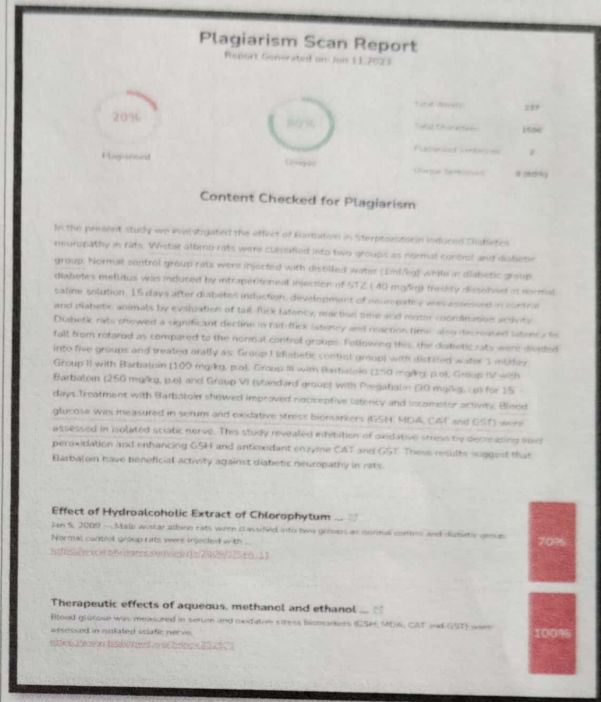 Plagiarism Scan Report
Report Generated on: Jun 11,2023
20%
Plagiarised
80%
Unique
Total Words:
237
Total Characters:
Plagiarized Sentences:
2
Unique Sentences:
8 (80%)
Content Checked for Plagiarism
In the present study we investigated the effect of Barbaloin in Streptozotocin induced Diabetes
neuropathy in rats. Wistar albino rats were classified into two groups as normal control and diabetic
group. Normal control group rats were injected with distilled water (1ml/kg) while in diabetic group
diabetes mellitus was induced by intraperitoneal injection of STZ ( 40 mg/kg) freshly dissolved in normal
saline solution. 15 days after diabetes induction, development of neuropathy was assessed in control
and diabetic animals by evaluation of tail-flick latency, reaction time and motor coordination activity.
Diabetic rats showed a significant decline in tail-flick latency and reaction time, also decreased latency to
fall from rotarod as compared to the normal control groups. Following this, the diabetic rats were divided
into five groups and treated orally as: Group I (diabetic control group) with distilled water 1 ml/day
Group II with Barbaloin (100 mg/kg, p.o), Group III with Barbaloin (150 mg/kg, p.o), Group IV with
Barbaloin (250 mg/kg, p.o) and Group VI (standard group) with Pregabalin (30 mg/kg, i.p) for 15
days.Treatment with Barbaloin showed improved nociceptive latency and locomotor activity. Blood
glucose was measured in serum and oxidative stress biomarkers (GSH, MDA, CAT and GST) were
assessed in isolated sciatic nerve. This study revealed inhibition of oxidative stress by decreasing lipid
peroxidation and enhancing GSH and antioxidant enzyme CAT and GST. These results suggest that
Barbaloin have beneficial activity against diabetic neuropathy in rats.
Effect of Hydroalcoholic Extract of Chlorophytum ...
Jan 5, 2009 — Male wistar albino rats were classified into two groups as normal control and diabetic group.
Normal control group rats were injected with ...
70%
Therapeutic effects of aqueous, methanol and ethanol ...
Blood glucose was measured in serum and oxidative stress biomarkers (GSH, MDA, CAT and GST) were
assessed in isolated sciatic nerve.
100%